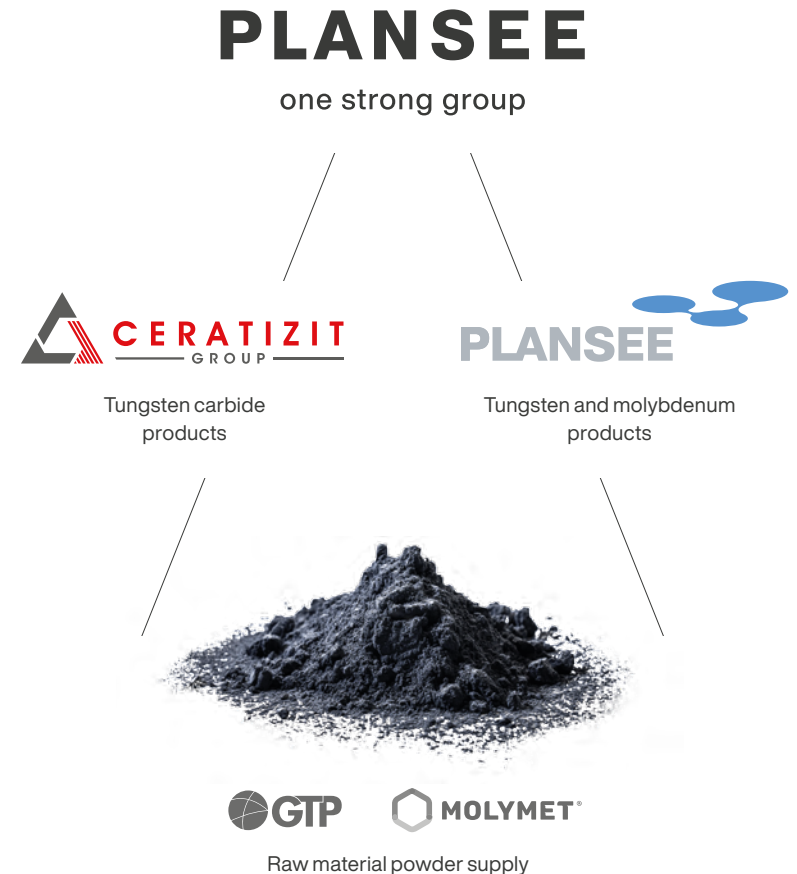 PLANSEE
one strong group
CERATIZIT
GROUP
PLANSEE
Tungsten carbide
products
Tungsten and molybdenum
products
GTP
MOLYMET®
Raw material powder supply